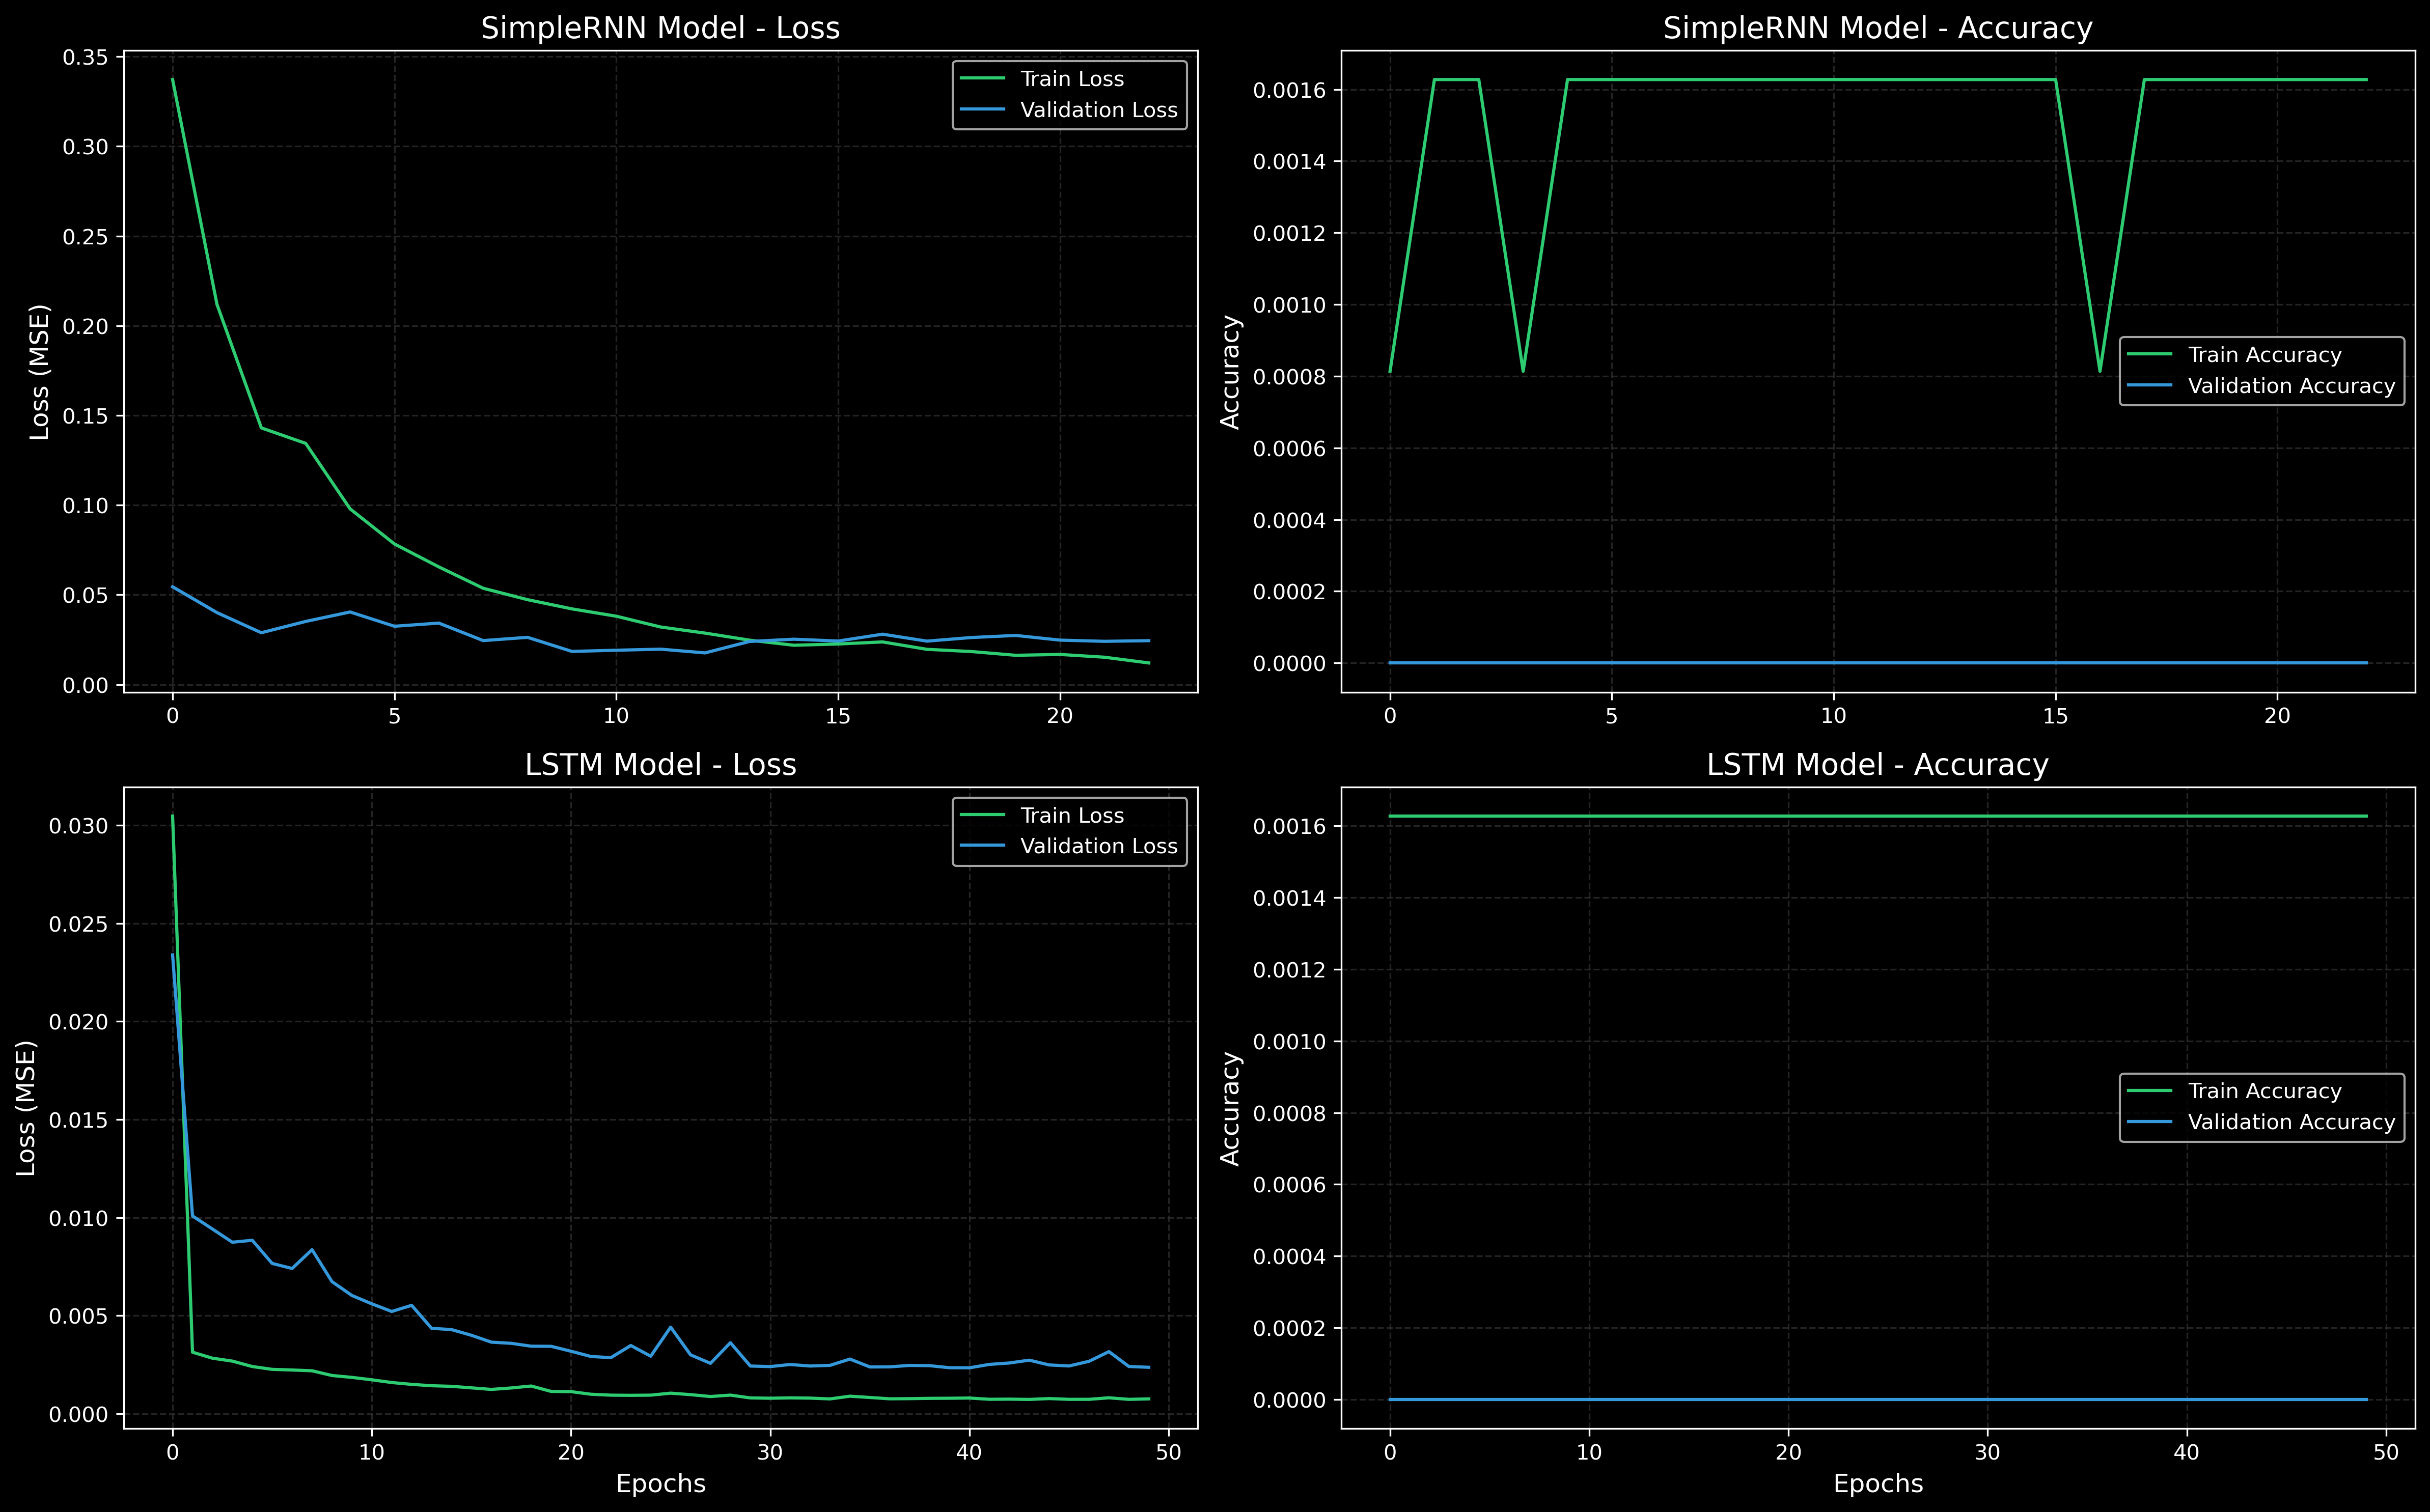 SimpleRNN Model - Loss
Loss (MSE)
0.35
0.30
0.25
0.20
0.15
0.10
0.05
0.00
Train Loss
Validation Loss
0 5 10 15 20
SimpleRNN Model - Accuracy
Accuracy
0.0016
0.0014
0.0012
0.0010
0.0008
0.0006
0.0004
0.0002
0.0000
Train Accuracy
Validation Accuracy
0 5 10 15 20
LSTM Model - Loss
Loss (MSE)
0.030
0.025
0.020
0.015
0.010
0.005
0.000
Train Loss
Validation Loss
0 10 20 30 40 50
Epochs
LSTM Model - Accuracy
Accuracy
0.0016
0.0014
0.0012
0.0010
0.0008
0.0006
0.0004
0.0002
0.0000
Train Accuracy
Validation Accuracy
0 10 20 30 40 50
Epochs